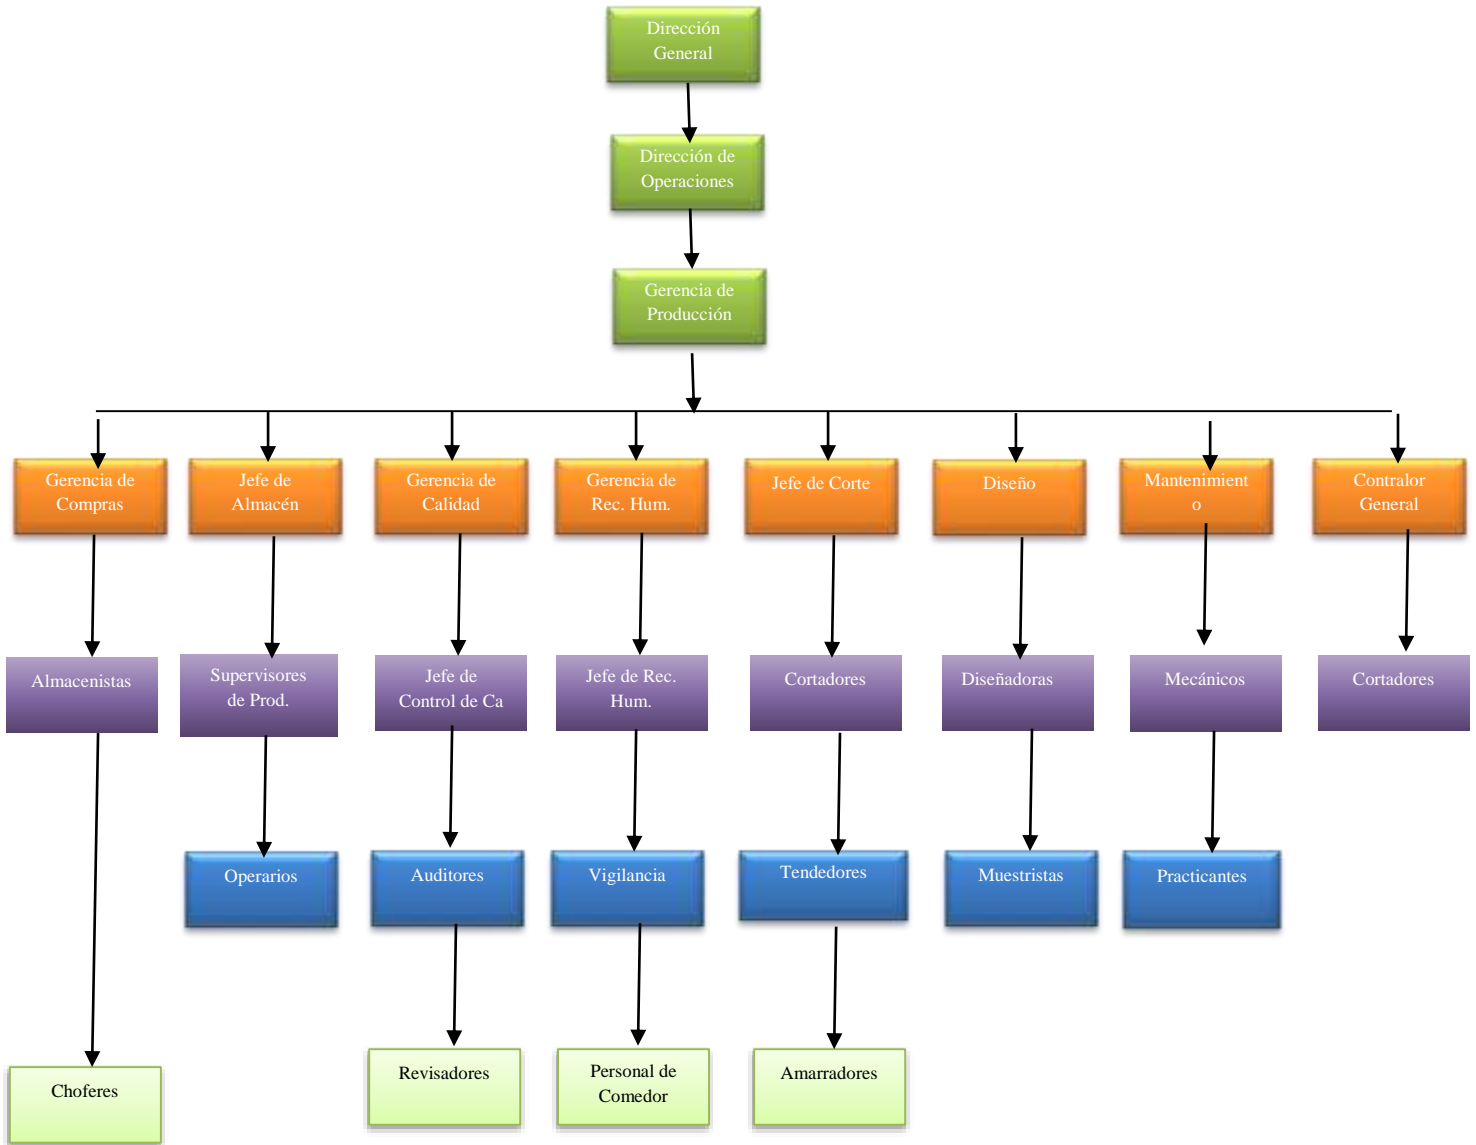 Dirección
General
Dirección de
Operaciones
Gerencia de
Producción
Gerencia de
Compras
Jefe de
Almacén
Gerencia de
Calidad
Gerencia de
Rec. Hum.
Jefe de Corte
Diseño
Mantenimient
o
Contralor
General
Almacenistas
Supervisores
de Prod.
Jefe de
Control de Ca
Jefe de Rec.
Hum.
Cortadores
Diseñadoras
Mecánicos
Cortadores
Operarios
Auditores
Vigilancia
Tendedores
Muestristas
Practicantes
Choferes
Revisadores
Personal de
Comedor
Amarradores